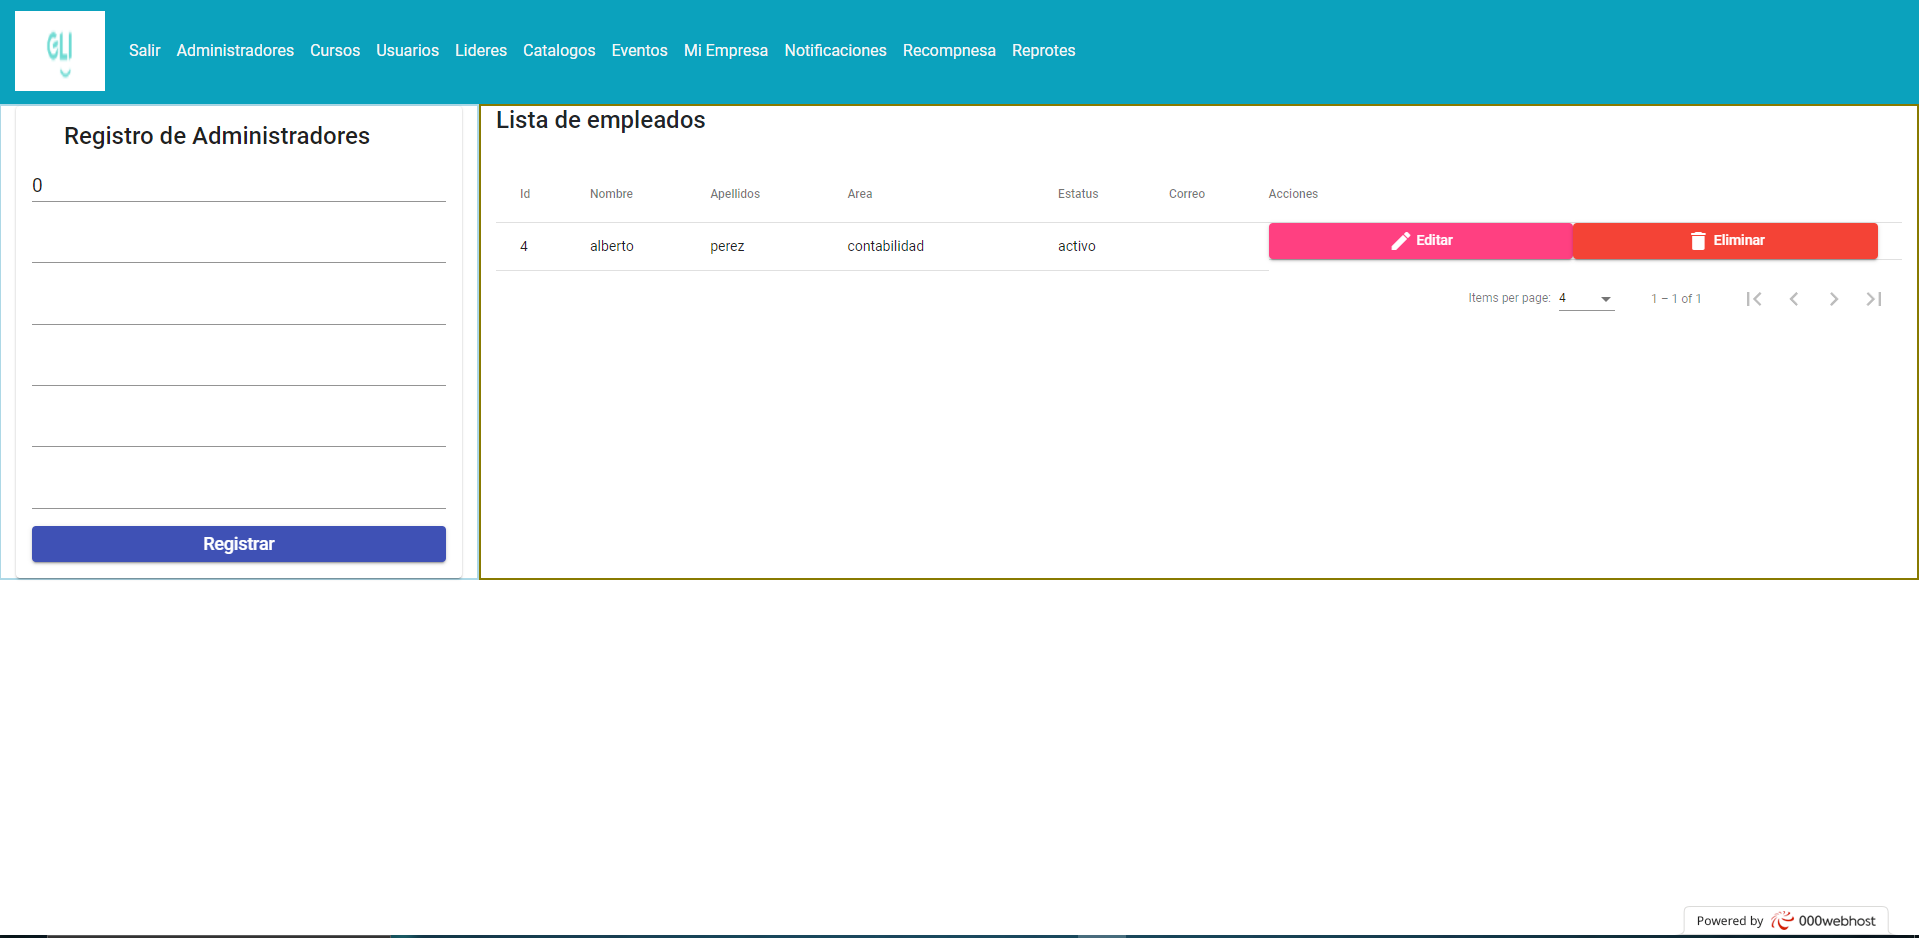 GLI
Salir Administradores Cursos Usuarios Lideres Catalogos Eventos Mi Empresa Notificaciones Recompnesa Reprotes
Registro de Administradores
0
Registrar
Lista de empleados
Id Nombre Apellidos Area Estatus Correo Acciones
4 alberto perez contabilidad activo Editar Eliminar
Items per page: 4 1 – 1 of 1
Powered by 000webhost